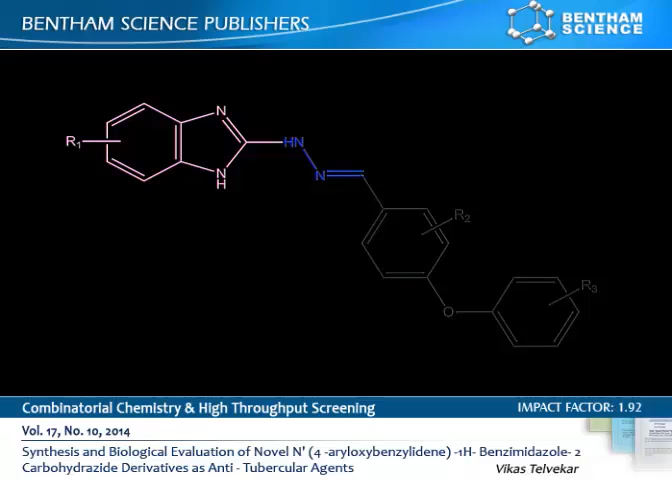 BENTHAM SCIENCE PUBLISHERS
BENTHAM
SCIENCE
N
R1
HN
N
H
N
R2
R3
O
Combinatorial Chemistry & High Throughput Screening
IMPACT FACTOR: 1.92
Vol. 17, No. 10, 2014
Synthesis and Biological Evaluation of Novel N' (4 -aryloxybenzylidene) -1H- Benzimidazole- 2
Carbohydrazide Derivatives as Anti - Tubercular Agents
Vikas Telvekar